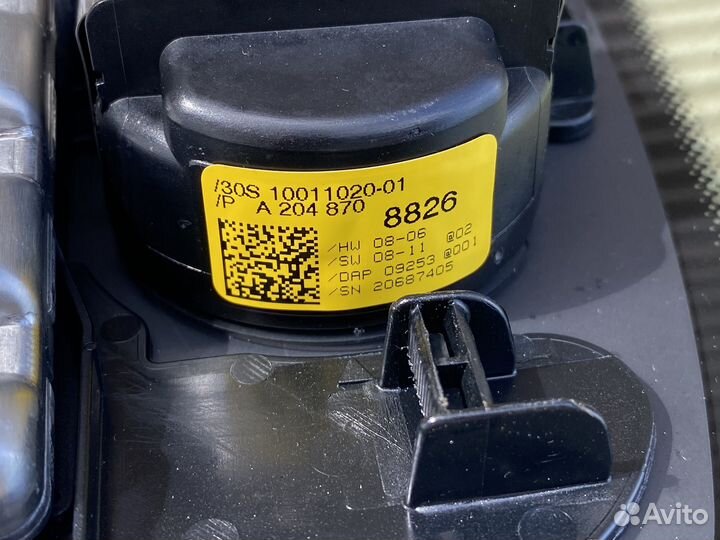 /30S 10011020-01
/P A 204 870 8826
/HW 08-06 @02
/SW 08-11 @001
/DAP 09253
/SN 20687405
Avito